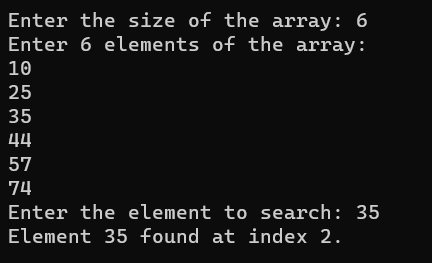 Enter the size of the array: 6
Enter 6 elements of the array:
10
25
35
44
57
74
Enter the element to search: 35
Element 35 found at index 2.